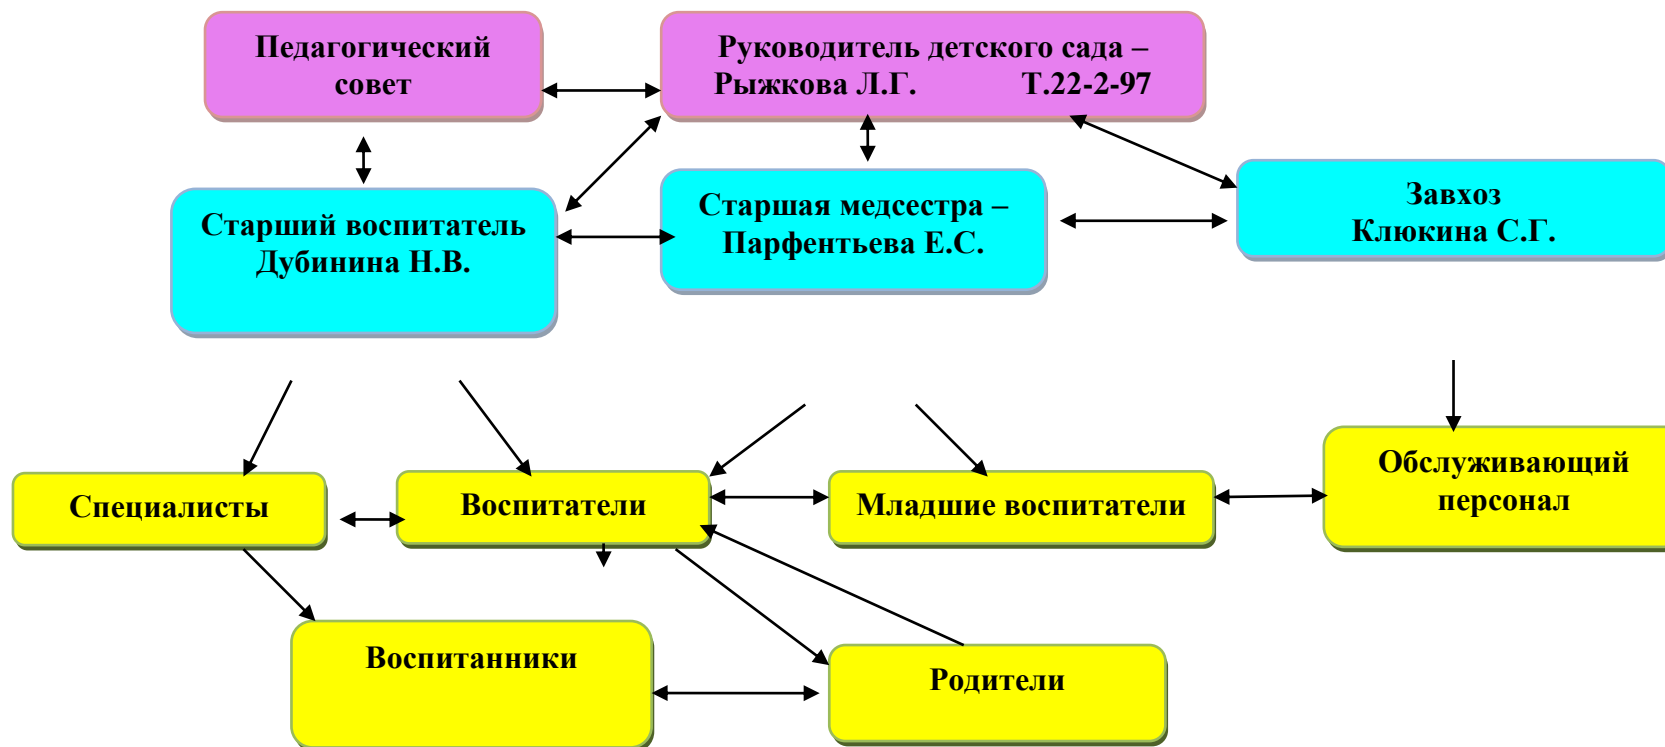 Педагогический
совет
Руководитель детского сада –
Рыжкова Л.Г. Т.22-2-97
Старший воспитатель
Дубинина Н.В.
Старшая медсестра –
Парфентьева Е.С.
Завхоз
Клюкина С.Г.
Специалисты
Воспитатели
Младшие воспитатели
Обслуживающий
персонал
Воспитанники
Родители